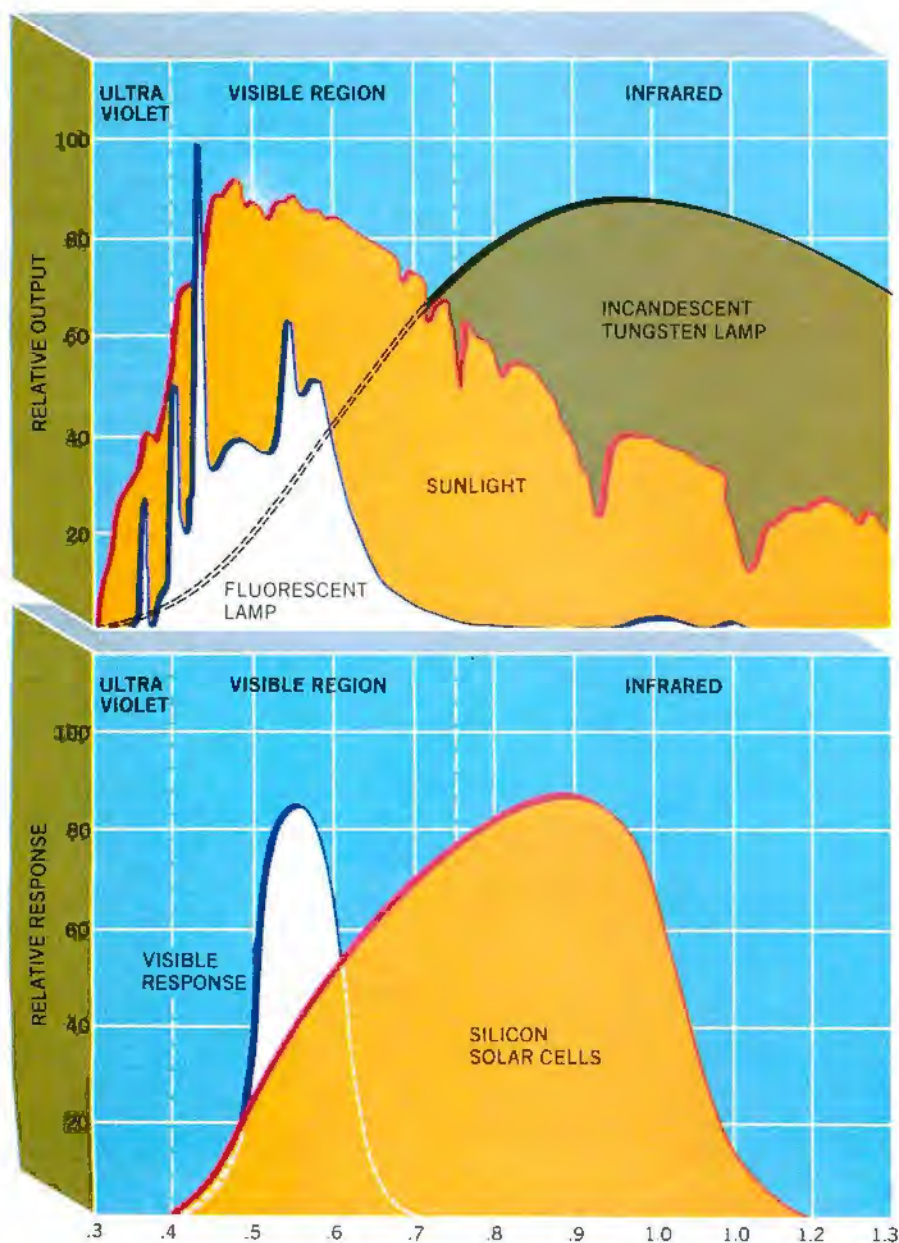 ULTRA
VIOLET
VISIBLE REGION
INFRARED
100
80
60
40
20
RELATIVE OUTPUT
INCANDESCENT
TUNGSTEN LAMP
SUNLIGHT
FLUORESCENT
LAMP
ULTRA
VIOLET
VISIBLE REGION
INFRARED
100
80
60
40
20
RELATIVE RESPONSE
VISIBLE
RESPONSE
SILICON
SOLAR CELLS
.3 .4 .5 .6 .7 .8 .9 1.0 1.0 1.2 1.3